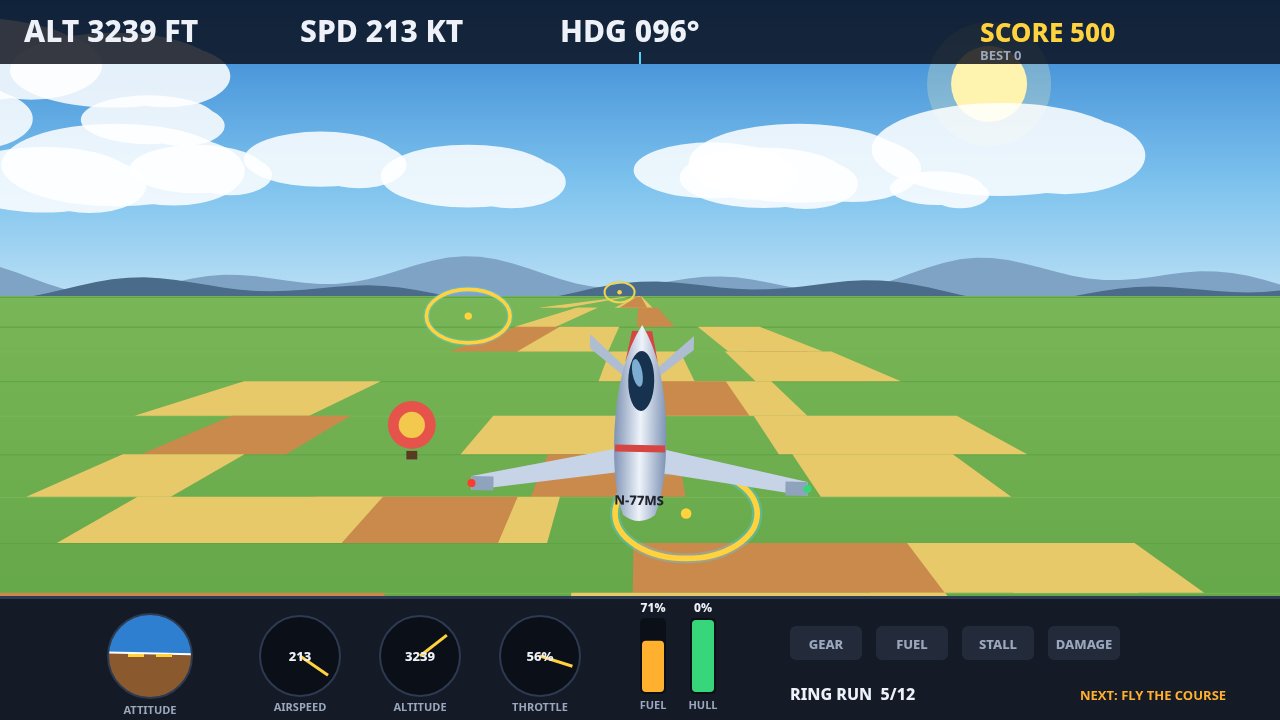 ALT 3239 FT
SPD 213 KT
HDG 096°
SCORE 500
BEST 0
N-77MS
71%
0%
213
3239
56%
ATTITUDE
AIRSPEED
ALTITUDE
THROTTLE
FUEL
HULL
GEAR
FUEL
STALL
DAMAGE
RING RUN 5/12
NEXT: FLY THE COURSE